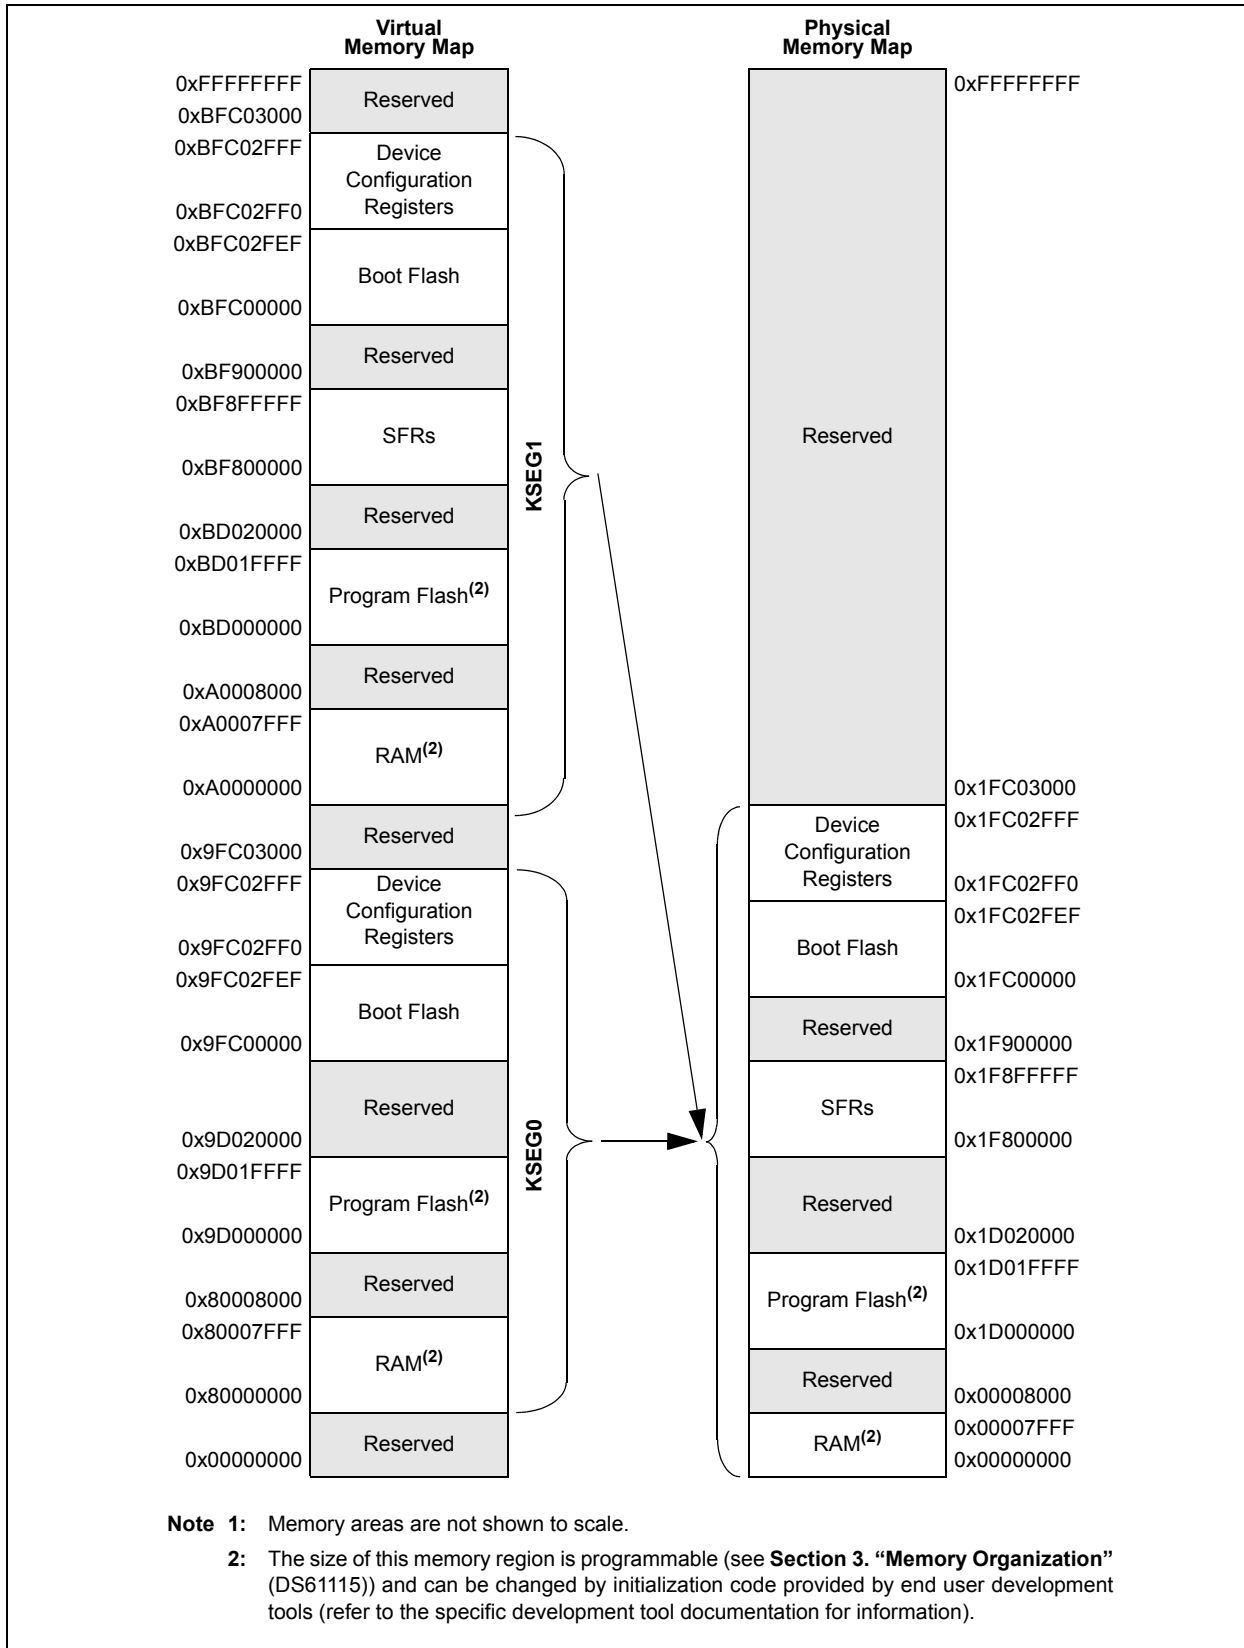 Virtual
Memory Map
0xFFFFFFFF
Reserved
0xBFC03000
0xBFC02FFF
Device
Configuration
Registers
0xBFC02FF0
0xBFC02FEF
Boot Flash
0xBFC00000
Reserved
0xBF900000
0xBF8FFFFF
SFRs
0xBF800000
Reserved
0xBD020000
0xBD01FFFF
Program Flash(2)
0xBD000000
Reserved
0xA0008000
0xA0007FFF
RAM(2)
0xA0000000
Reserved
0x9FC03000
0x9FC02FFF
Device
Configuration
Registers
0x9FC02FF0
0x9FC02FEF
Boot Flash
0x9FC00000
Reserved
0x9D020000
0x9D01FFFF
Program Flash(2)
0x9D000000
Reserved
0x80008000
0x80007FFF
RAM(2)
0x80000000
Reserved
0x00000000
KSEG1
KSEG0
Physical
Memory Map
0xFFFFFFFF
Reserved
0x1FC03000
Device
Configuration
Registers
0x1FC02FFF
0x1FC02FF0
0x1FC02FEF
Boot Flash
0x1FC00000
Reserved
0x1F900000
0x1F8FFFFF
SFRs
0x1F800000
Reserved
0x1D020000
0x1D01FFFF
Program Flash(2)
0x1D000000
Reserved
0x00008000
0x00007FFF
RAM(2)
0x00000000
Note 1: Memory areas are not shown to scale.
2: The size of this memory region is programmable (see Section 3. “Memory Organization”
(DS61115)) and can be changed by initialization code provided by end user development
tools (refer to the specific development tool documentation for information).